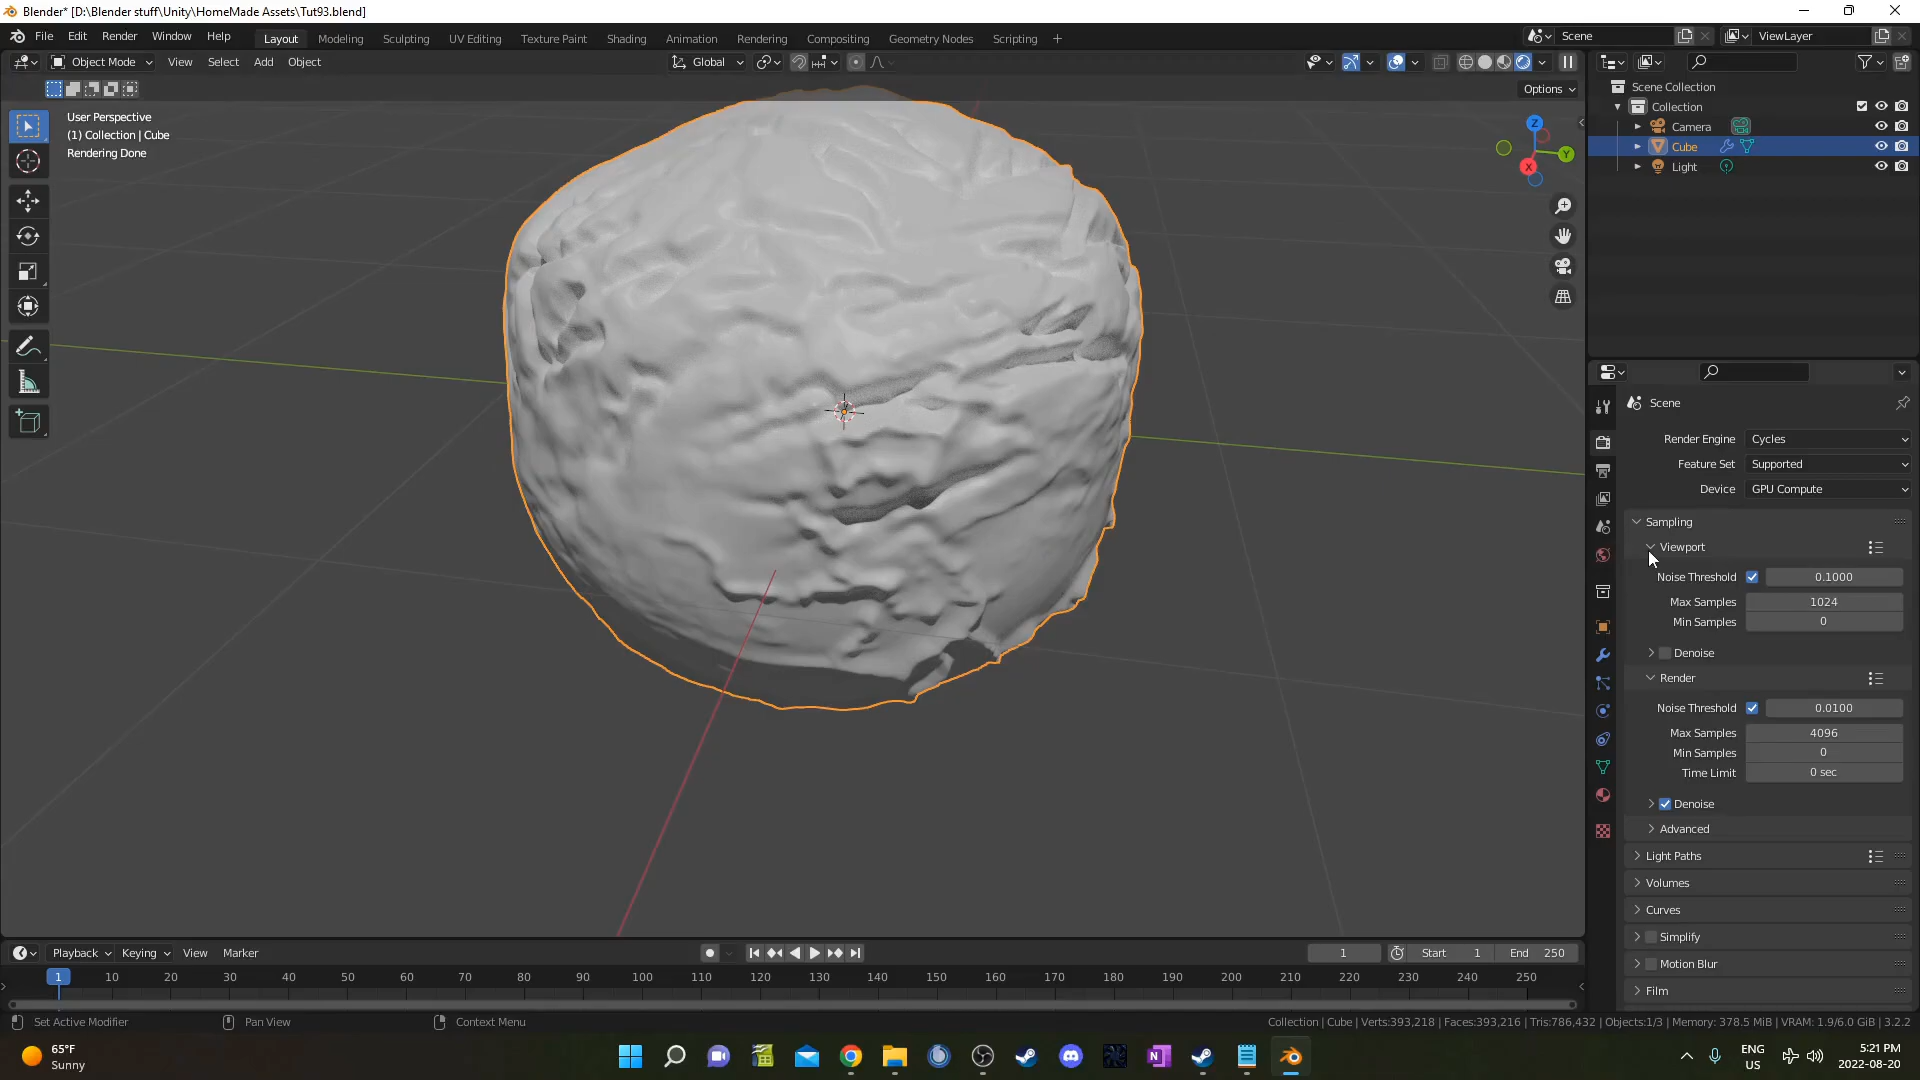 Blender* [D:\Blender stuff\Unity\HomeMade Assets\Tut93.blend]
File Edit Render Window Help Layout Modeling Sculpting UV Editing Texture Paint Shading Animation Rendering Compositing Geometry Nodes Scripting + Scene ViewLayer
Object Mode View Select Add Object Global
Options
User Perspective
(1) Collection | Cube
Rendering Done
Z
Y
X
Scene Collection
Collection
Camera
Cube
Light
Scene
Render Engine Cycles
Feature Set Supported
Device GPU Compute
Sampling
Viewport
Noise Threshold 0.1000
Max Samples 1024
Min Samples 0
Denoise
Render
Noise Threshold 0.0100
Max Samples 4096
Min Samples 0
Time Limit 0 sec
Denoise
Advanced
Light Paths
Volumes
Curves
Simplify
Motion Blur
Film
Playback Keying View Marker 1 Start 1 End 250
1 10 20 30 40 50 60 70 80 90 100 110 120 130 140 150 160 170 180 190 200 210 220 230 240 250
Set Active Modifier Pan View Context Menu Collection | Cube | Verts:393,218 | Faces:393,216 | Tris:786,432 | Objects:1/3 | Memory: 378.5 MiB | VRAM: 1.9/6.0 GiB | 3.2.2
65°F
Sunny
ENG
US
5:21 PM
2022-08-20